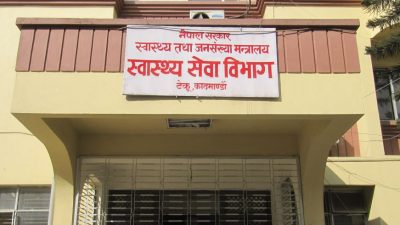 नेपाल सरकार
स्वास्थ्य तथा जनसंख्या मन्त्रालय
स्वास्थ्य सेवा विभाग
टेकु, काठमाण्डौ